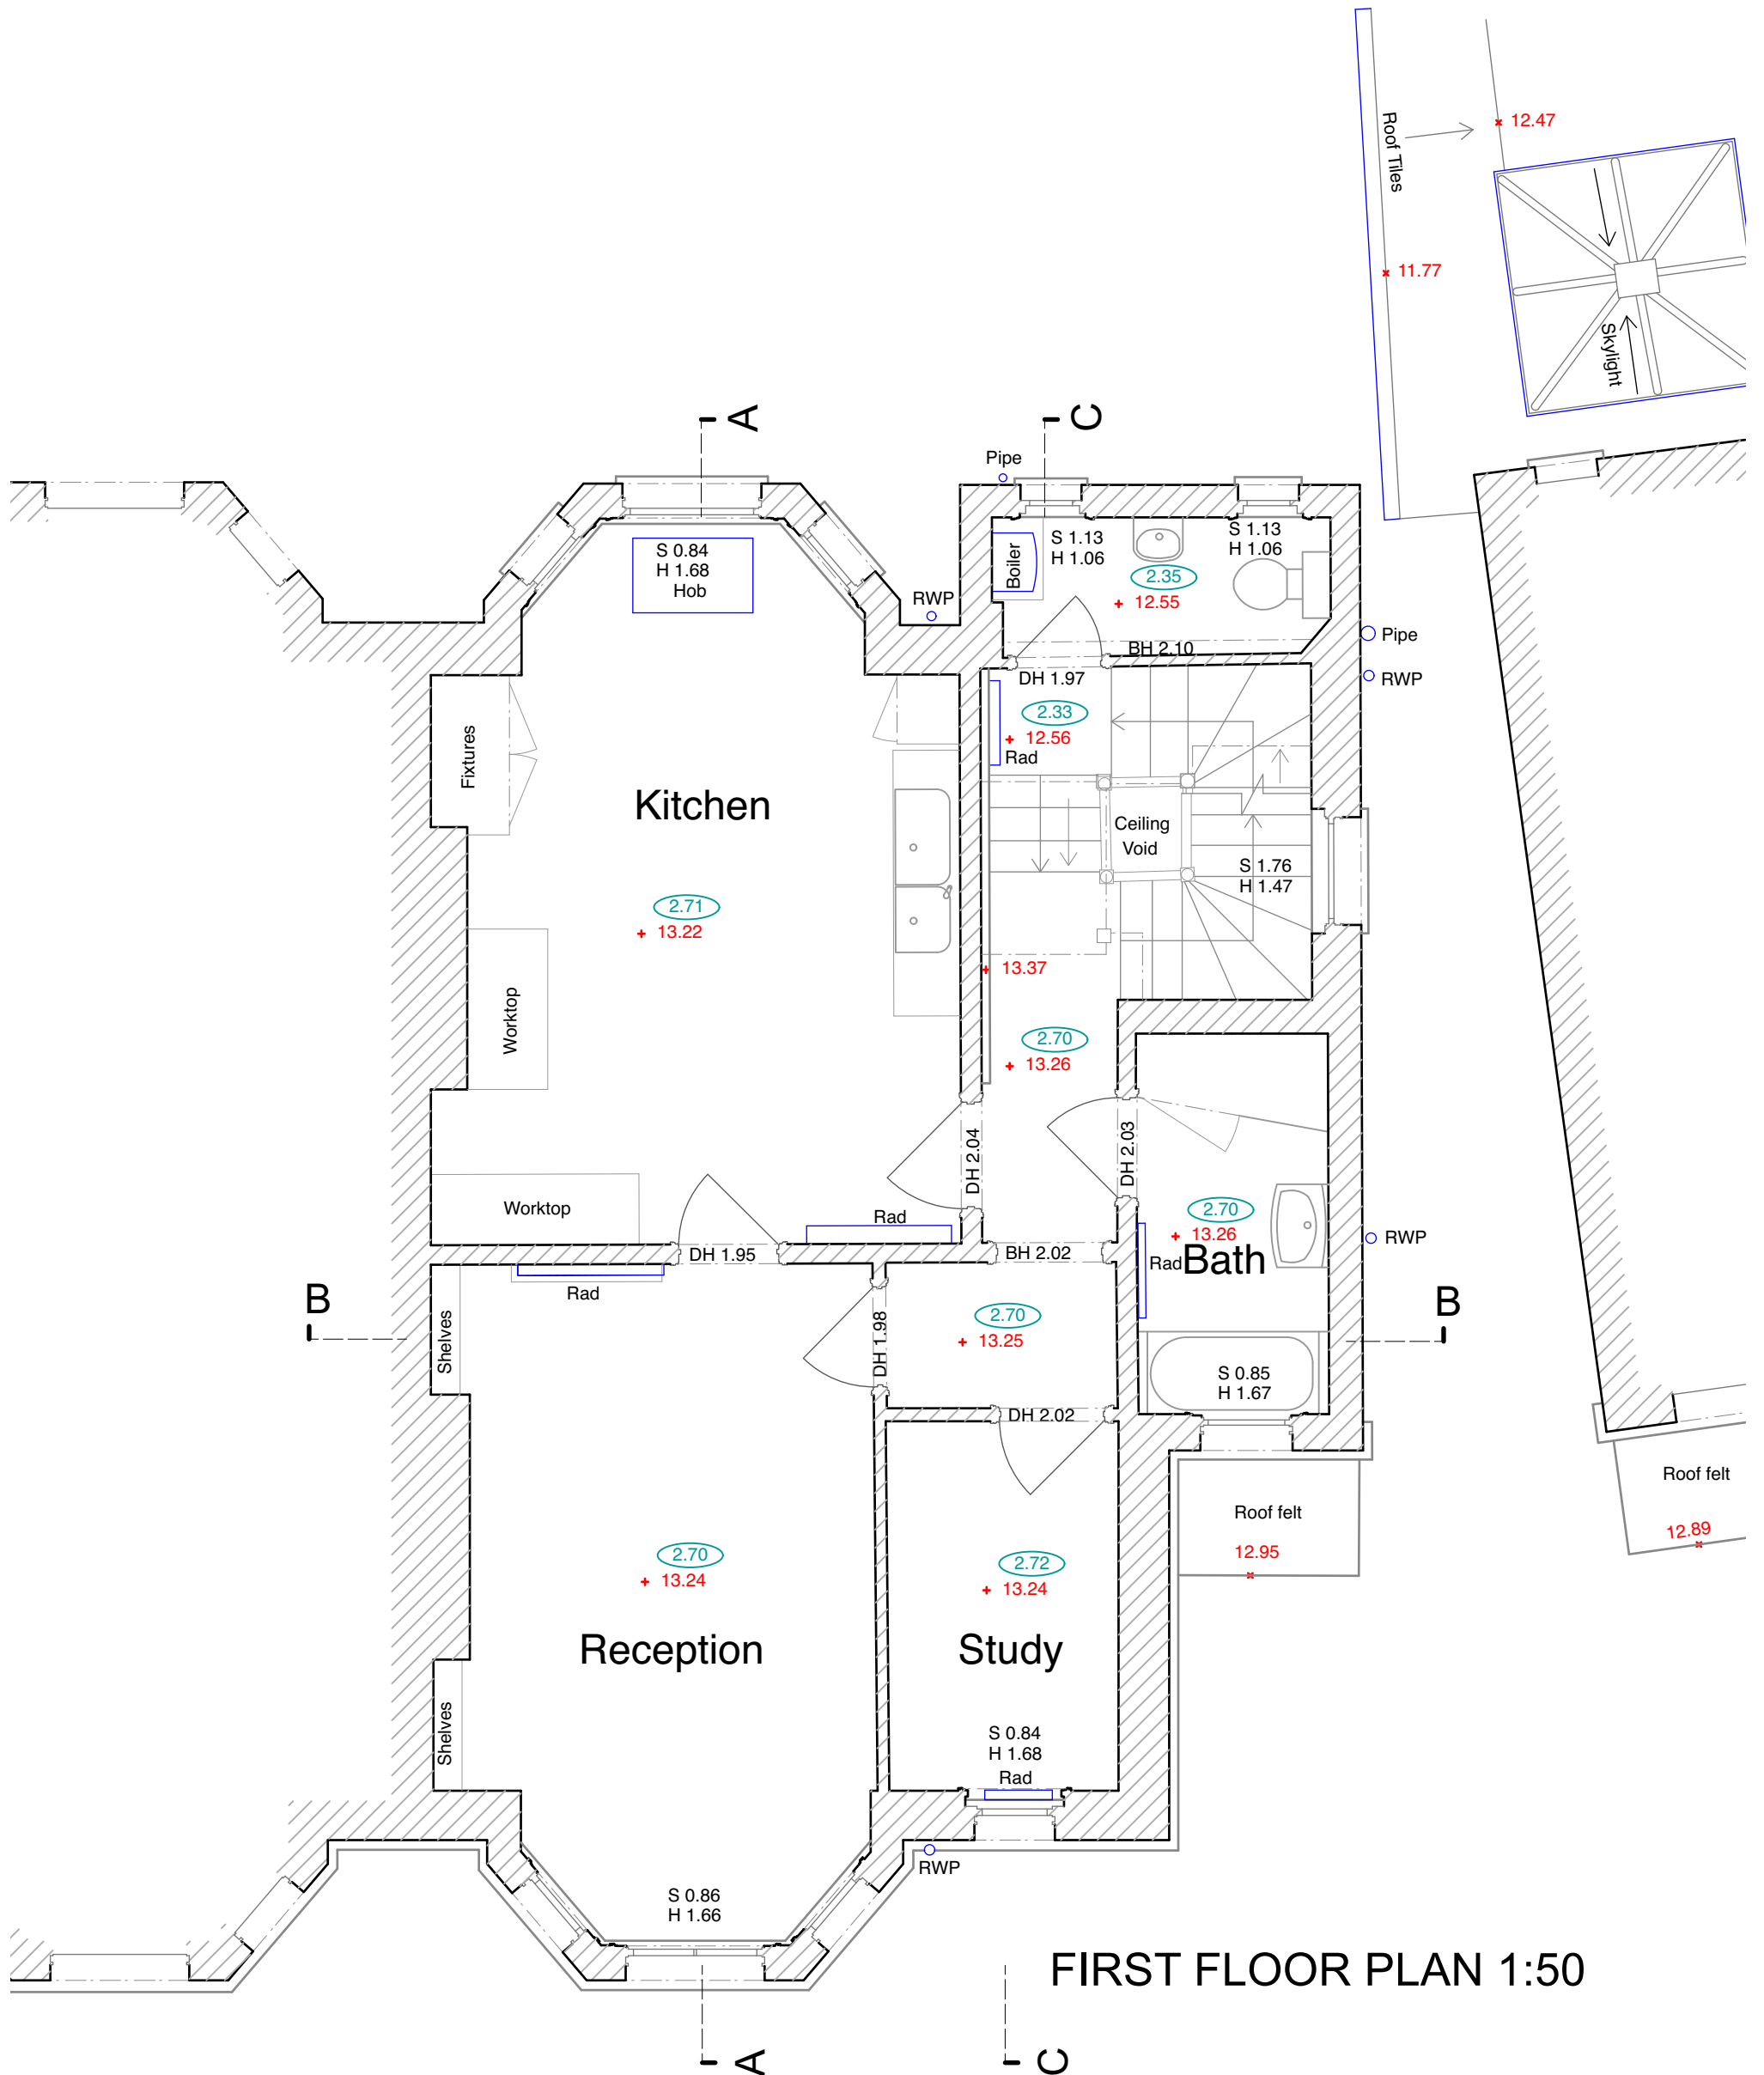 Roof Tiles
12.47
11.77
Skylight
A
C
Pipe
S 0.84
H 1.68
Hob
RWP
Boiler
S 1.13
H 1.06
S 1.13
H 1.06
2.35
12.55
Pipe
BH 2.10
DH 1.97
RWP
2.33
12.56
Rad
Fixtures
Kitchen
Ceiling
Void
S 1.76
H 1.47
2.71
13.22
13.37
Worktop
2.70
13.26
DH 2.04
DH 2.03
Worktop
Rad
2.70
13.26
Rad
Bath
RWP
DH 1.95
BH 2.02
Rad
B
B
Shelves
DH 1.98
2.70
13.25
S 0.85
H 1.67
DH 2.02
Roof felt
12.95
Roof felt
12.89
2.70
13.24
2.72
13.24
Reception
Study
Shelves
S 0.84
H 1.68
Rad
RWP
S 0.86
H 1.66
FIRST FLOOR PLAN 1:50
A
C